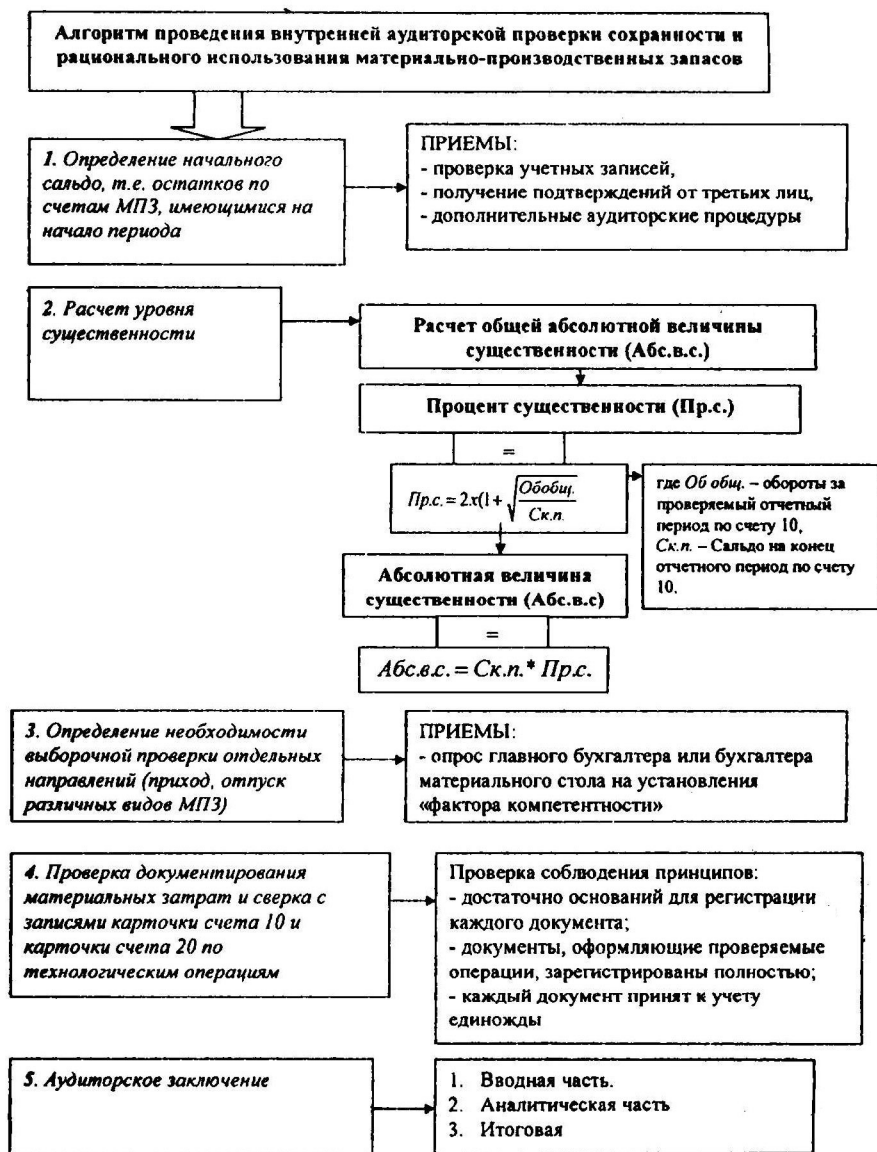 Алгоритм проведения внутренней аудиторской проверки сохранности и
рационального использования материально-производственных запасов
1. Определение начального
сальдо, т.е. остатков по
счетам МПЗ, имеющимися на
начало периода
ПРИЕМЫ:
- проверка учетных записей,
- получение подтверждений от третьих лиц,
- дополнительные аудиторские процедуры
2. Расчет уровня
существенности
Расчет общей абсолютной величины
существенности (Абс.в.с.)
Процент существенности (Пр.с.)
=
Пр.с. = 2х(1 + √(Обобщ. / Ск.п.
где Об общ. – обороты за
проверяемый отчетный
период по счету 10,
Ск.п. – Сальдо на конец
отчетного период по счету
10.
Абсолютная величина
существенности (Абс.в.с)
=
Абс.в.с. = Ск.п.* Пр.с.
3. Определение необходимости
выборочной проверки отдельных
направлений (приход, отпуск
различных видов МПЗ)
ПРИЕМЫ:
- опрос главного бухгалтера или бухгалтера
материального стола на установления
«фактора компетентности»
4. Проверка документирования
материальных затрат и сверка с
записями карточки счета 10 и
карточки счета 20 по
технологическим операциям
Проверка соблюдения принципов:
- достаточно оснований для регистрации
каждого документа;
- документы, оформляющие проверяемые
операции, зарегистрированы полностью;
- каждый документ принят к учету
единожды
5. Аудиторское заключение
1. Вводная часть.
2. Аналитическая часть
3. Итоговая